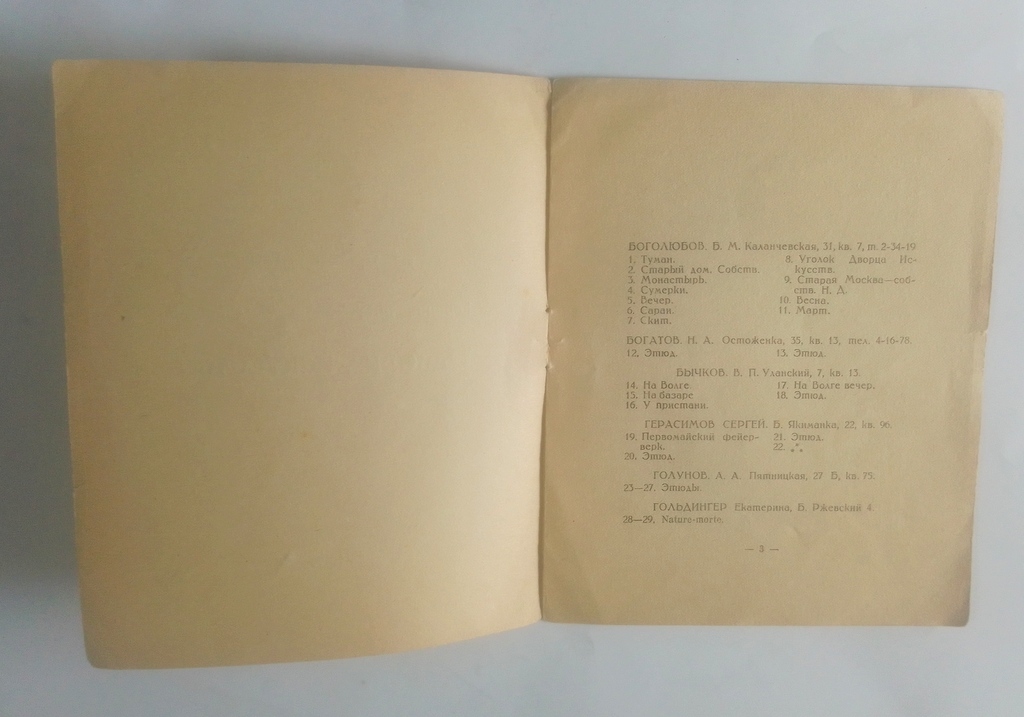 БОГОЛЮБОВ. Б. М. Каланчевская, 31, кв. 7, т. 2-34-19
1. Туман.
2. Старый дом. Собств.
3. Монастырь.
4. Сумерки.
5. Вечер.
6. Сараи.
7. Скит.
8. Уголок Дворца Ис-
кусств.
9. Старая Москва—соб-
ств. Н. Д.
10. Весна.
11. Март.
БОГАТОВ. Н. А. Остоженка, 35, кв. 13, тел. 4-16-78.
12. Этюд.
13. Этюд.
БЫЧКОВ. В. П. Уланский, 7, кв. 13.
14. На Волге
15. На базаре
16. У пристани.
17. На Волге вечер.
18. Этюд.
ГЕРАСИМОВ СЕРГЕЙ. Б. Якиманка, 22, кв. 96.
19. Первомайский фейер-
верк.
20. Этюд.
21. Этюд.
22. ⁂
ГОЛУНОВ. А. А. Пятницкая, 27 Б, кв. 75.
23—27. Этюды.
ГОЛЬДИНГЕР Екатерина, Б. Ржевский 4.
28—29. Nature-morte.
— 3 —